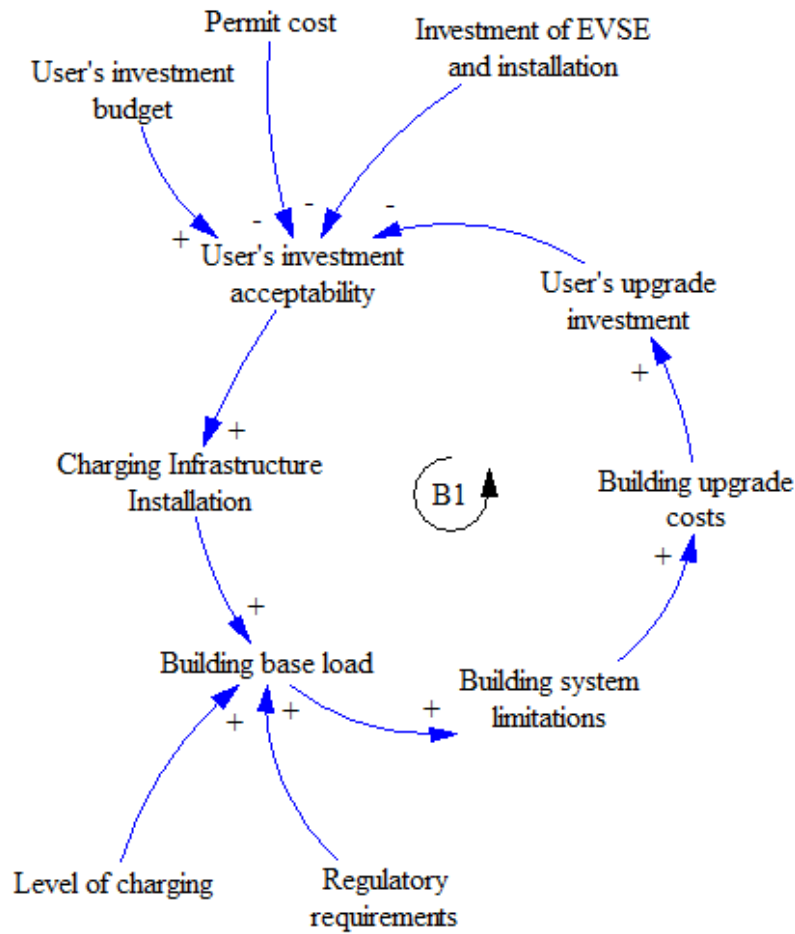 Permit cost
Investment of EVSE
and installation
User's investment
budget
+
-
-
-
User's investment
acceptability
User's upgrade
investment
+
+
Charging Infrastructure
Installation
B1
Building upgrade
costs
+
+
Building base load
Building system
limitations
+
+
+
Level of charging
Regulatory
requirements